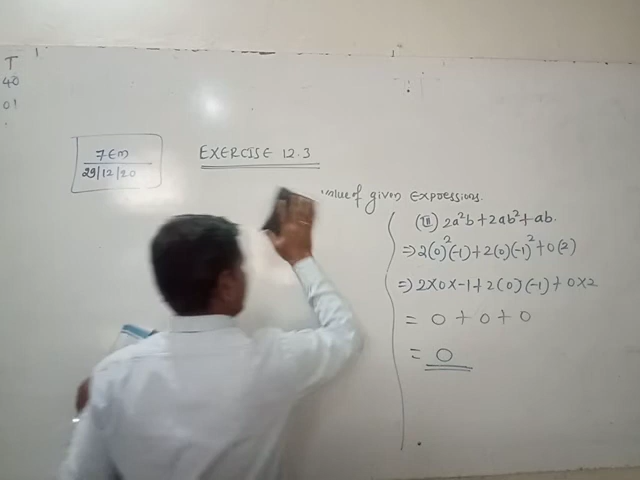 T
40
01
7 EM
29/12/20
EXERCISE 12.3
value of given expressions.
(iii) 2a²b+2ab²+ab.
⇒2(0)²(-1)+2(0)(-1)²+0(2)
⇒2×0×-1+2(0)(-1)+0×2
= 0+0+0
= 0